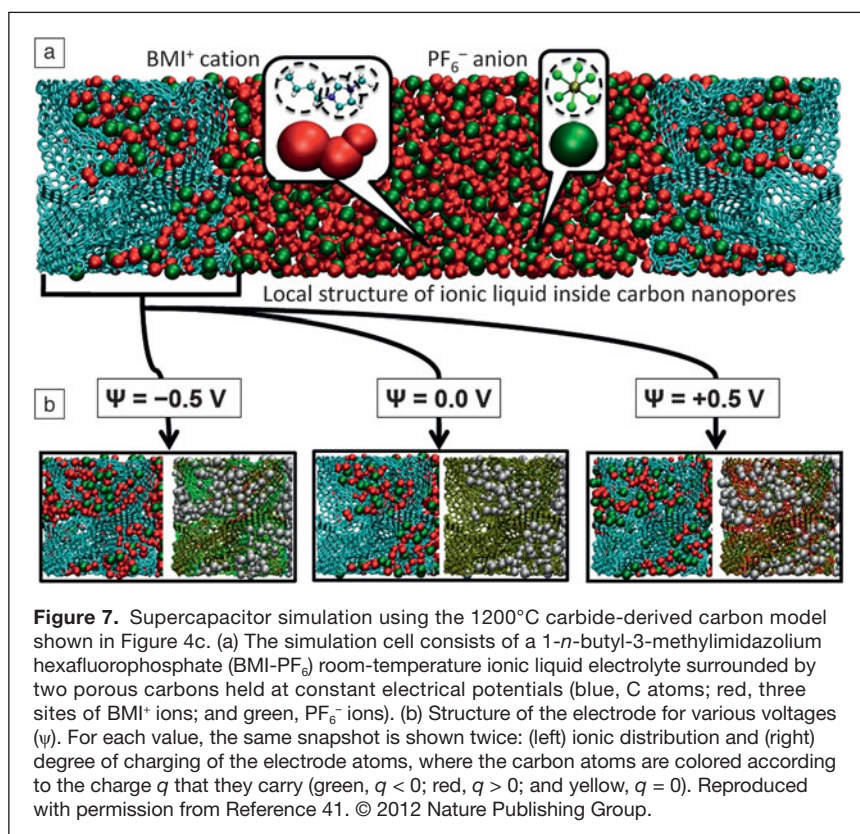 a
BMI⁺ cation
PF₆⁻ anion
Local structure of ionic liquid inside carbon nanopores
b
Ψ = −0.5 V
Ψ = 0.0 V
Ψ = +0.5 V
Figure 7. Supercapacitor simulation using the 1200°C carbide-derived carbon model
shown in Figure 4c. (a) The simulation cell consists of a 1-n-butyl-3-methylimidazolium
hexafluorophosphate (BMI-PF₆) room-temperature ionic liquid electrolyte surrounded by
two porous carbons held at constant electrical potentials (blue, C atoms; red, three
sites of BMI⁺ ions; and green, PF₆⁻ ions). (b) Structure of the electrode for various voltages
(ψ). For each value, the same snapshot is shown twice: (left) ionic distribution and (right)
degree of charging of the electrode atoms, where the carbon atoms are colored according
to the charge q that they carry (green, q < 0; red, q > 0; and yellow, q = 0). Reproduced
with permission from Reference 41. © 2012 Nature Publishing Group.